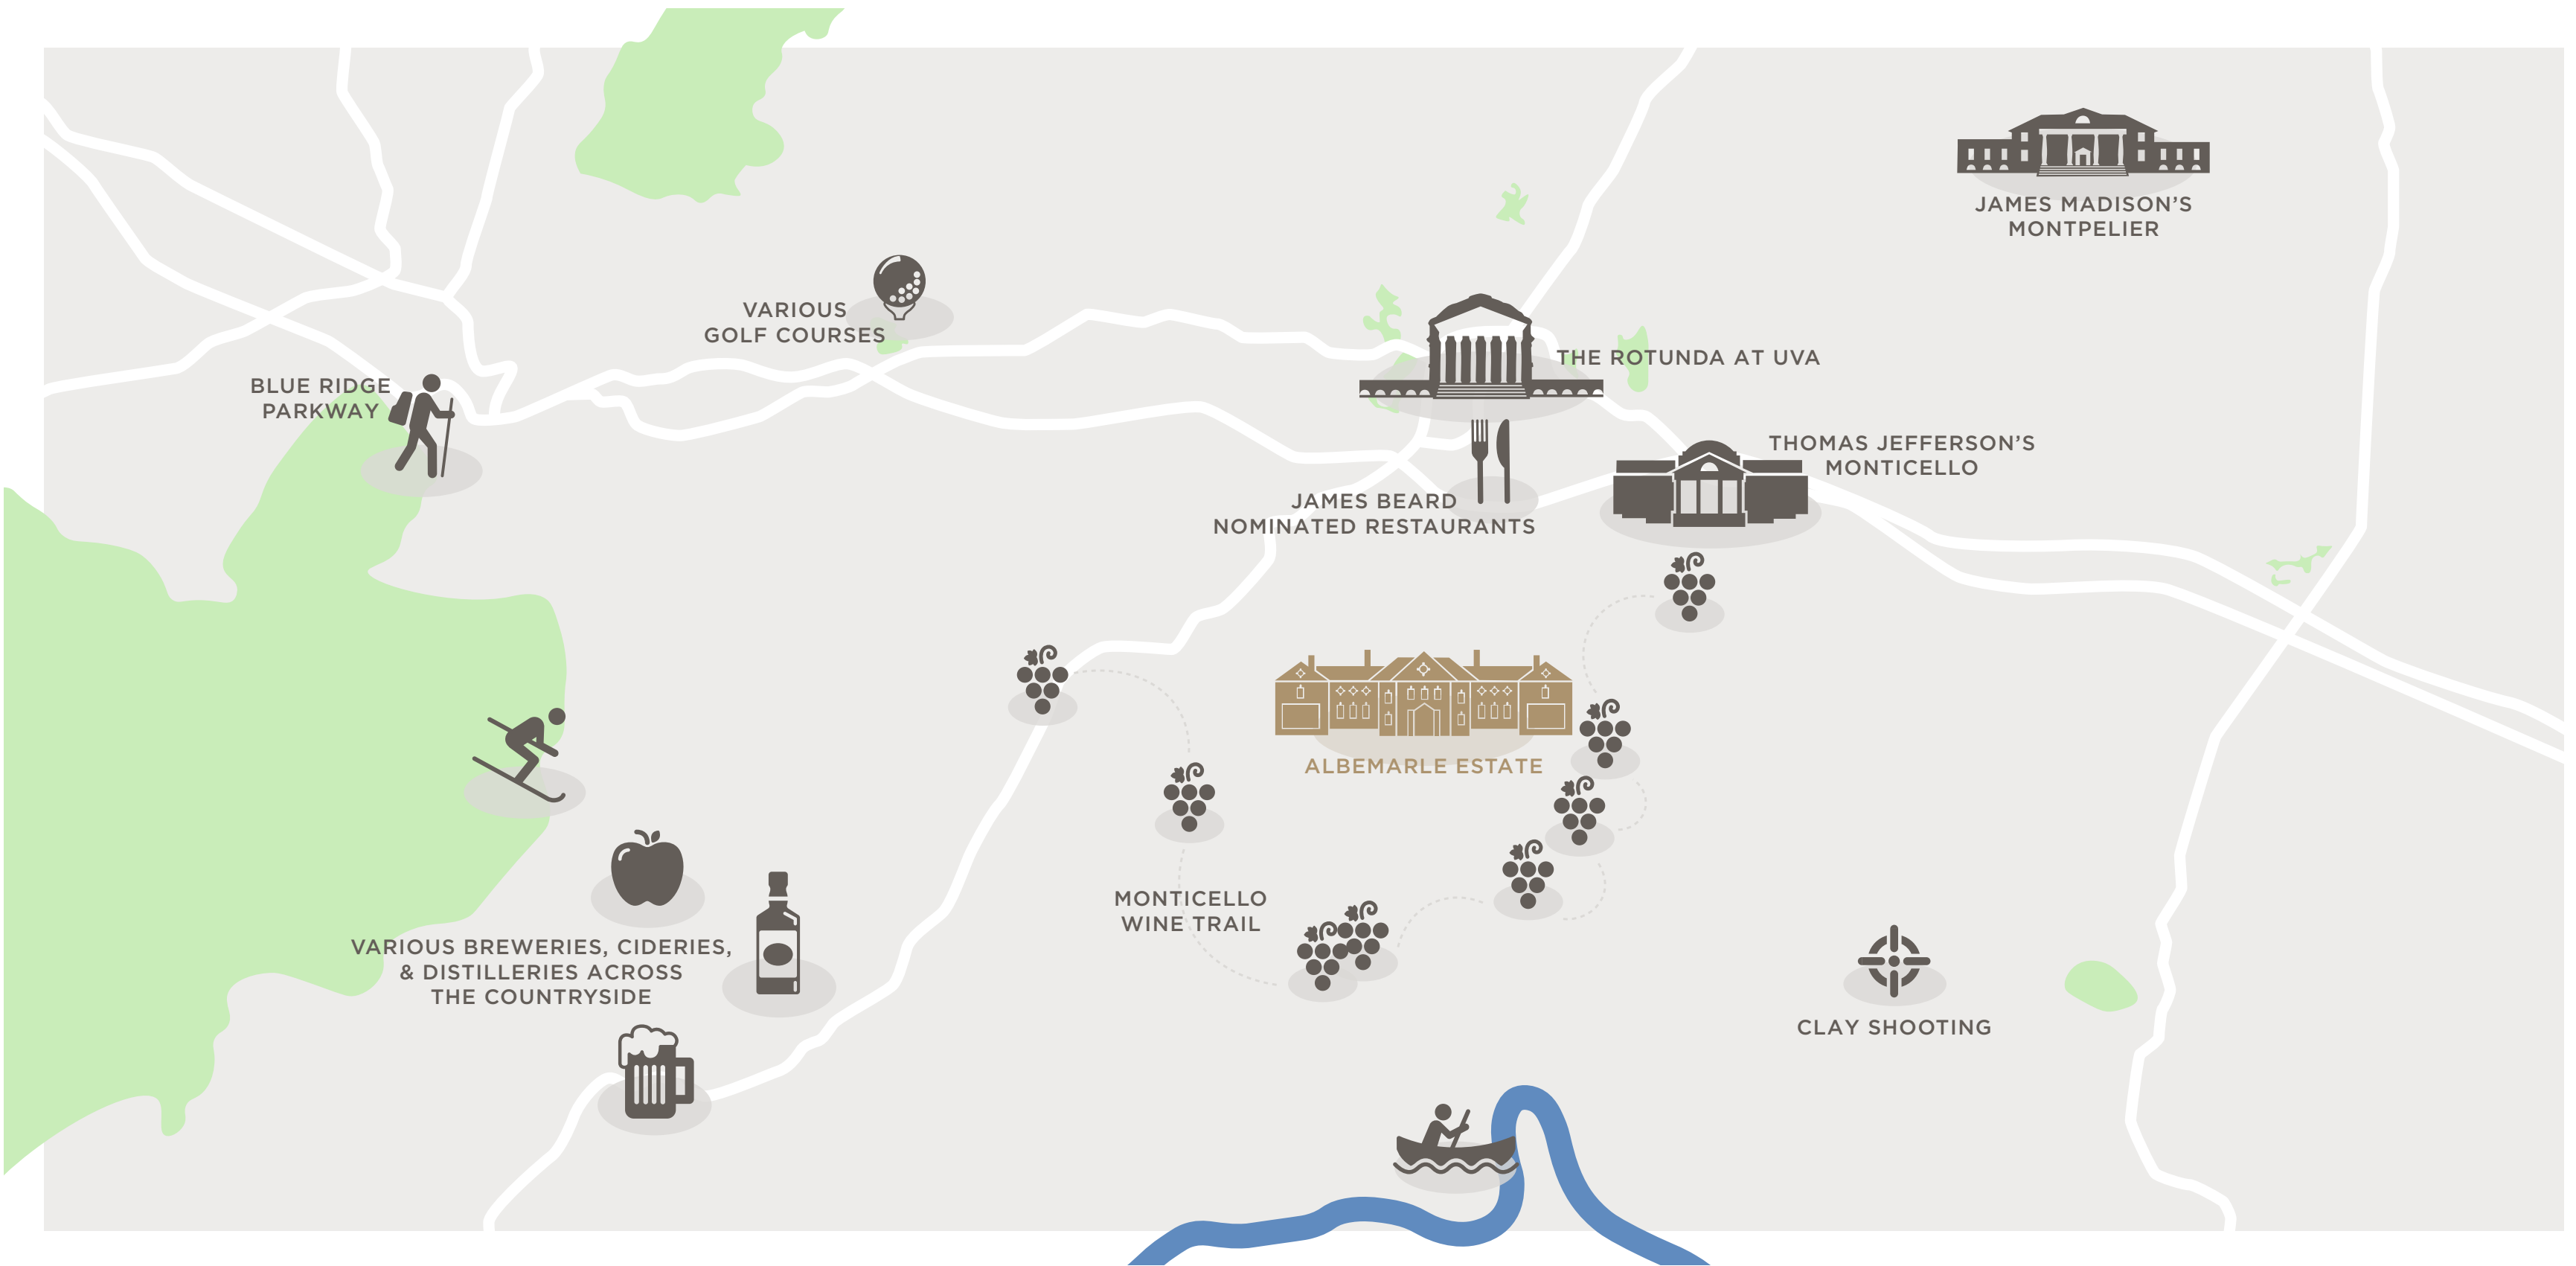 JAMES MADISON'S
MONTPELIER
VARIOUS
GOLF COURSES
THE ROTUNDA AT UVA
BLUE RIDGE
PARKWAY
THOMAS JEFFERSON'S
MONTICELLO
JAMES BEARD
NOMINATED RESTAURANTS
ALBEMARLE ESTATE
MONTICELLO
WINE TRAIL
VARIOUS BREWERIES, CIDERIES,
& DISTILLERIES ACROSS
THE COUNTRYSIDE
CLAY SHOOTING